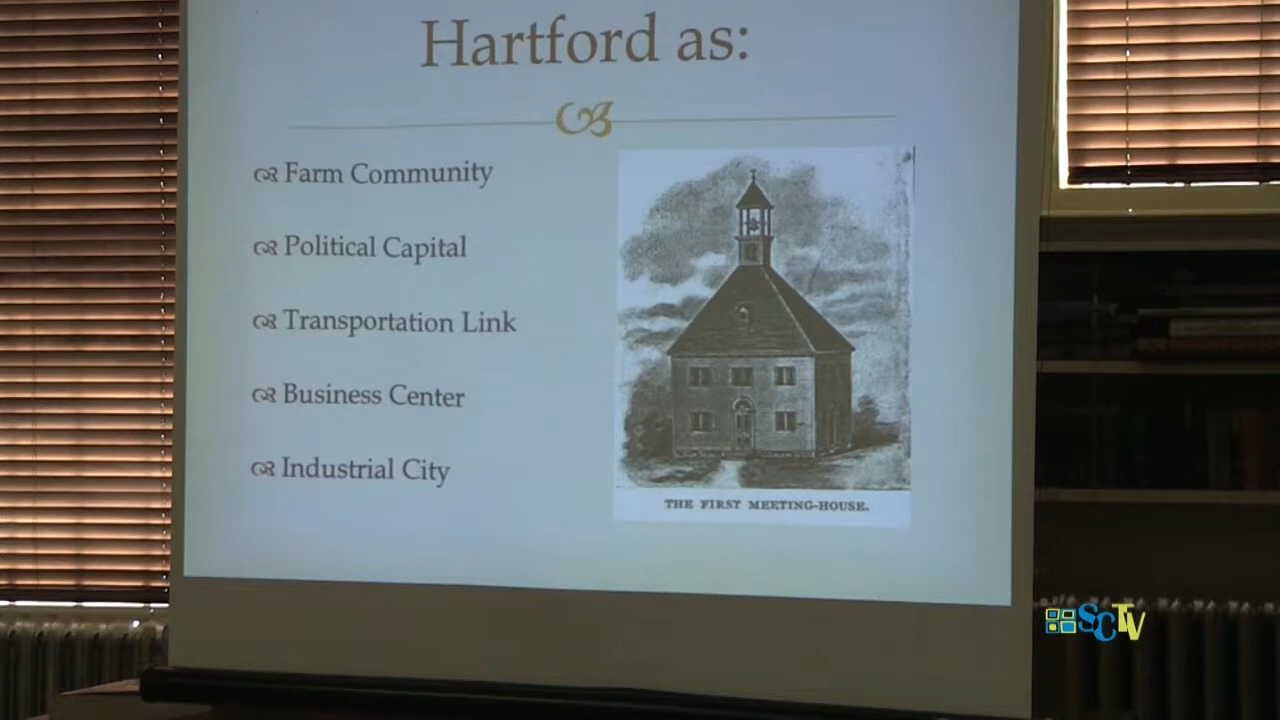 Hartford as:
Farm Community
Political Capital
Transportation Link
Business Center
Industrial City
THE FIRST MEETING-HOUSE.
SCTV